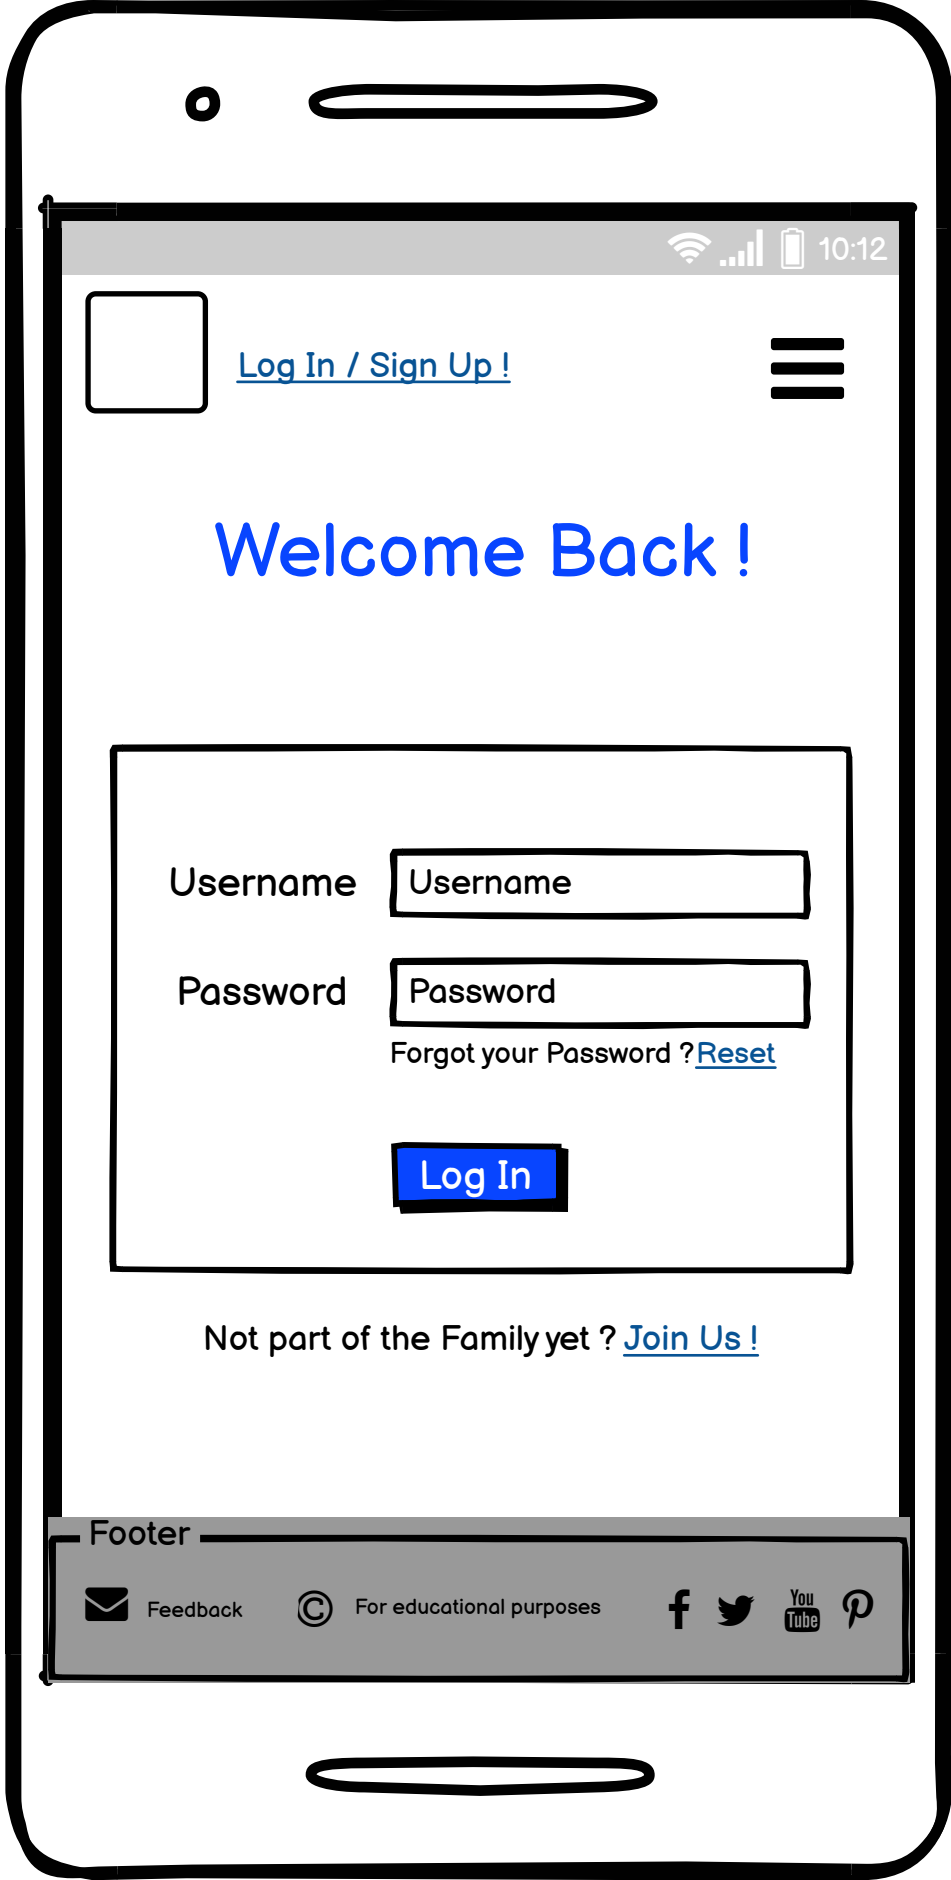 10:12
Log In / Sign Up !
Welcome Back !
Username Username
Password Password
Forgot your Password ? Reset
Log In
Not part of the Family yet ? Join Us !
Footer
Feedback © For educational purposes You Tube